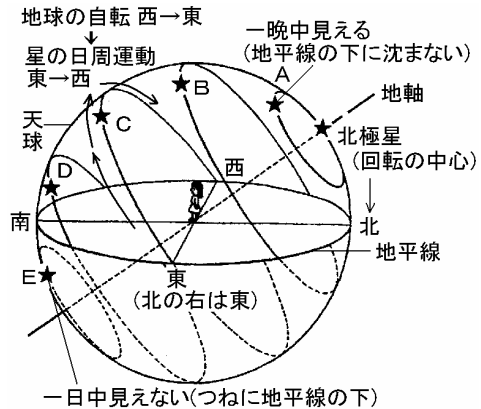 地球の自転 西→東
星の日周運動
東→西
一晩中見える
(地平線の下に沈まない)
A
B
地軸
C
天球
北極星
(回転の中心)
D
西
南
北
地平線
東
(北の右は東)
E
一日中見えない(つねに地平線の下)